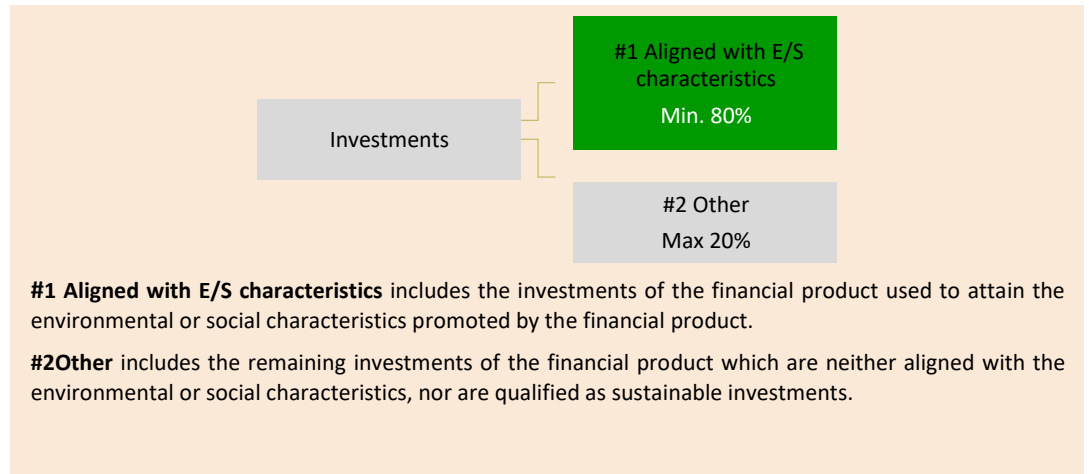 #1 Aligned with E/S
characteristics
Min. 80%
Investments
#2 Other
Max 20%
#1 Aligned with E/S characteristics includes the investments of the financial product used to attain the
environmental or social characteristics promoted by the financial product.
#2Other includes the remaining investments of the financial product which are neither aligned with the
environmental or social characteristics, nor are qualified as sustainable investments.